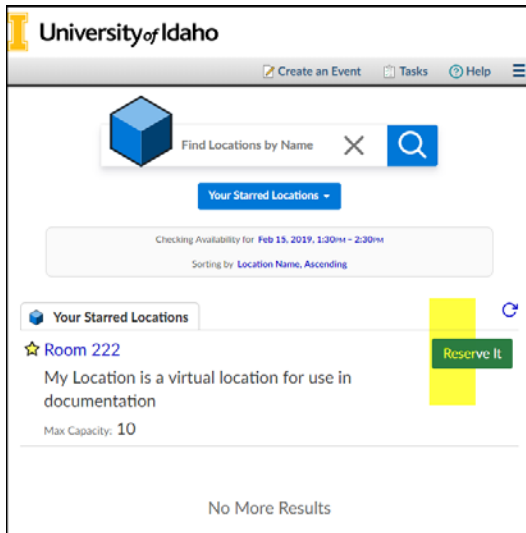 University of Idaho
Create an Event Tasks Help
Find Locations by Name
Your Starred Locations
Checking Availability for Feb 15, 2019, 1:30PM - 2:30PM
Sorting by Location Name, Ascending
Your Starred Locations
Room 222 Reserve It
My Location is a virtual location for use in
documentation
Max Capacity: 10
No More Results